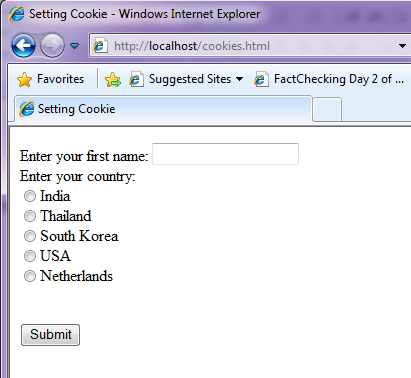 Setting Cookie - Windows Internet Explorer
http://localhost/cookies.html
Favorites Suggested Sites FactChecking Day 2 of ...
Setting Cookie
Enter your first name:
Enter your country:
India
Thailand
South Korea
USA
Netherlands
Submit